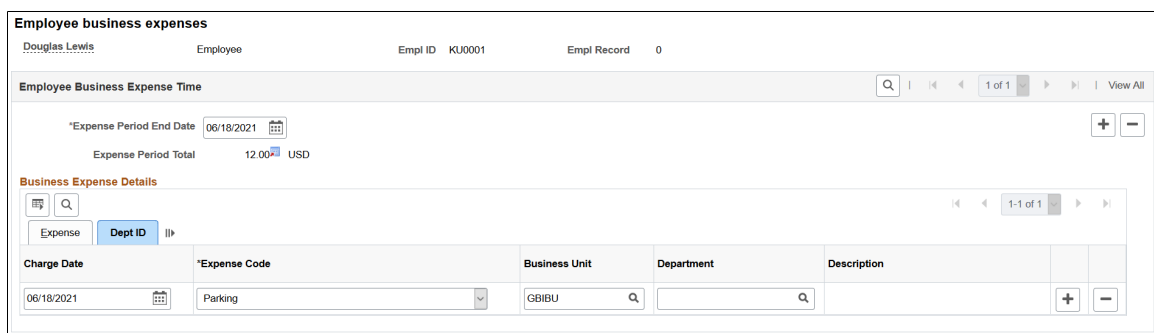 Employee business expenses
Douglas Lewis Employee Empl ID KU0001 Empl Record 0
Employee Business Expense Time 1 of 1 View All
*Expense Period End Date 06/18/2021
Expense Period Total 12.00 USD
Business Expense Details
1-1 of 1
Expense Dept ID
Charge Date *Expense Code Business Unit Department Description
06/18/2021 Parking GBIBU